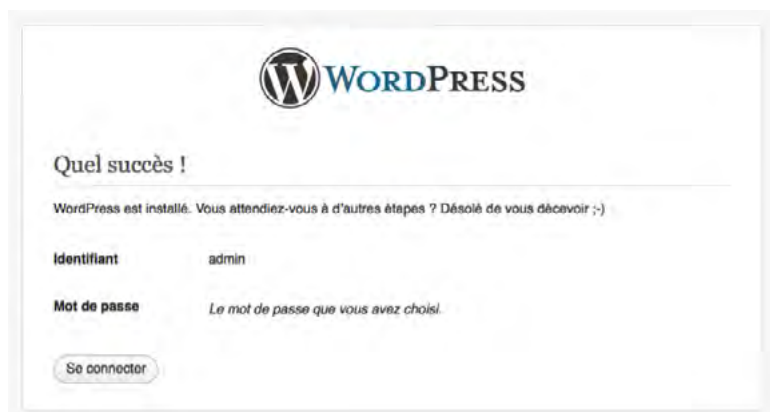 WORDPRESS
Quel succès !
WordPress est installé. Vous attendiez-vous à d'autres étapes ? Désolé de vous décevoir ;-)
Identifiant admin
Mot de passe Le mot de passe que vous avez choisi.
Se connecter